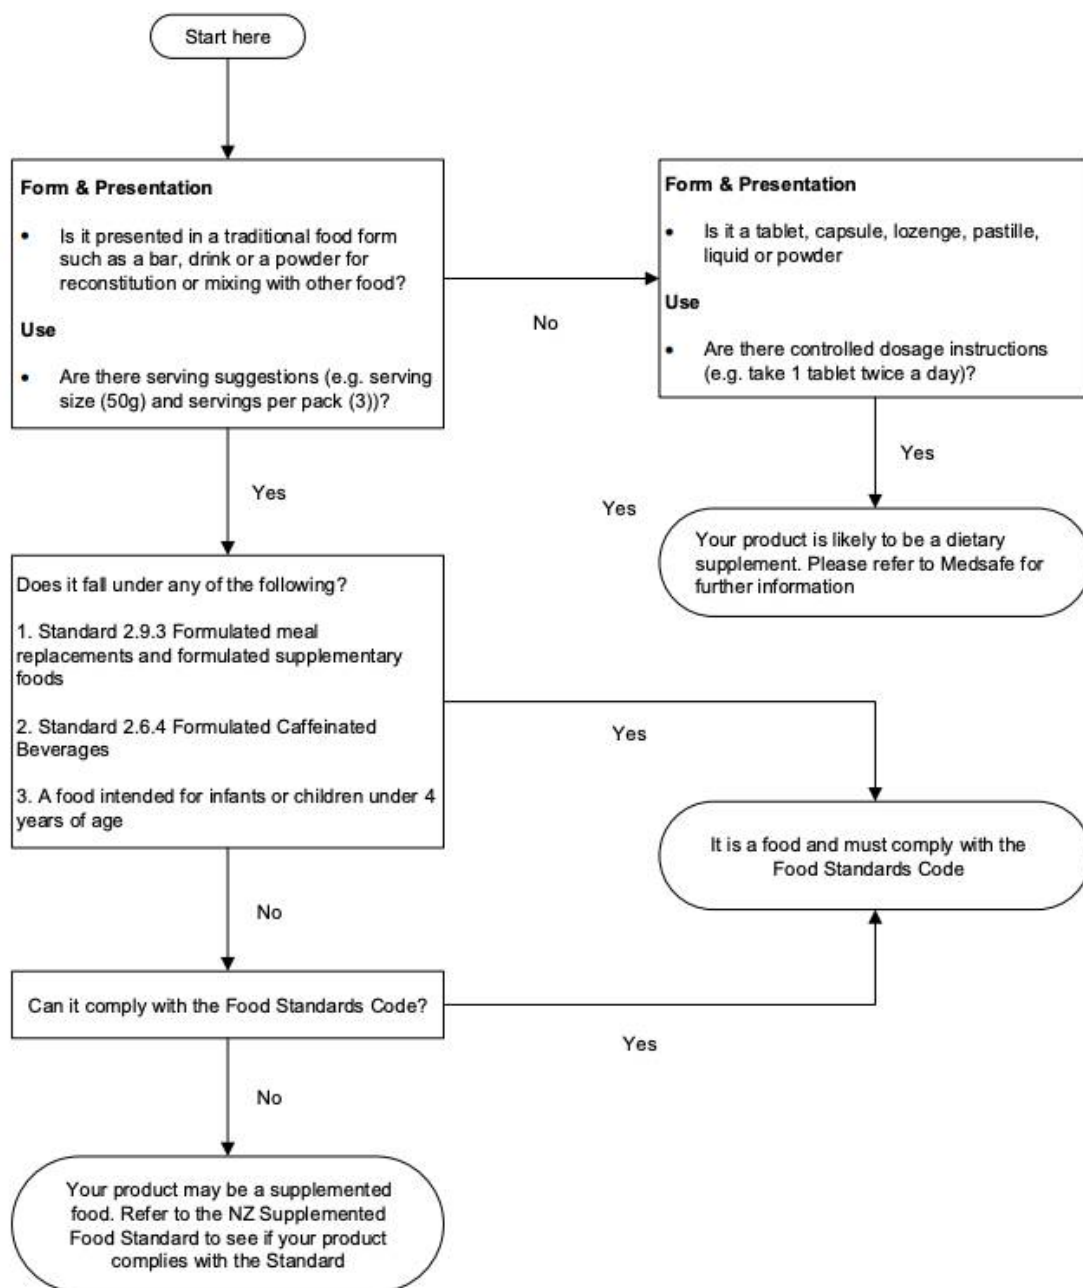 Start here
Form & Presentation
• Is it presented in a traditional food form
such as a bar, drink or a powder for
reconstitution or mixing with other food?
Use
• Are there serving suggestions (e.g. serving
size (50g) and servings per pack (3))?
No
Form & Presentation
• Is it a tablet, capsule, lozenge, pastille,
liquid or powder
Use
• Are there controlled dosage instructions
(e.g. take 1 tablet twice a day)?
Yes
Yes
Yes
Your product is likely to be a dietary
supplement. Please refer to Medsafe for
further information
Does it fall under any of the following?
1. Standard 2.9.3 Formulated meal
replacements and formulated supplementary
foods
2. Standard 2.6.4 Formulated Caffeinated
Beverages
3. A food intended for infants or children under 4
years of age
Yes
It is a food and must comply with the
Food Standards Code
No
Can it comply with the Food Standards Code?
Yes
No
Your product may be a supplemented
food. Refer to the NZ Supplemented
Food Standard to see if your product
complies with the Standard